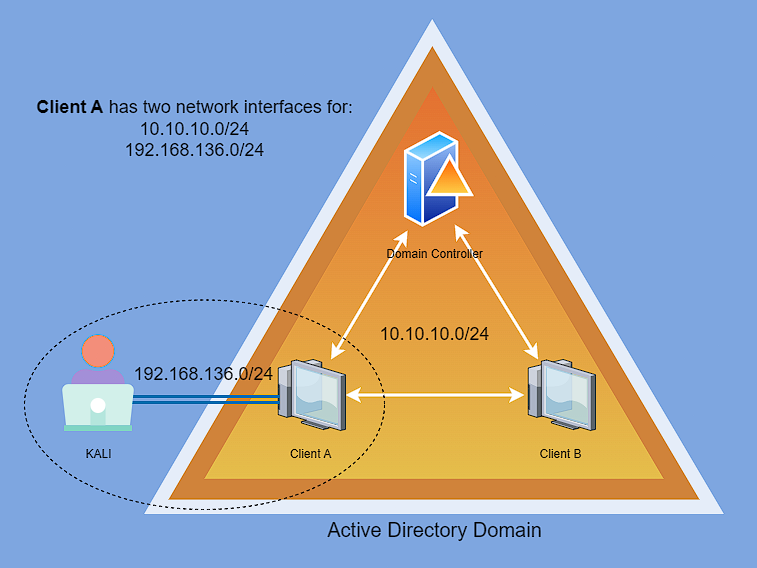 Client A has two network interfaces for:
10.10.10.0/24
192.168.136.0/24
Domain Controller
10.10.10.0/24
192.168.136.0/24
KALI
Client A
Client B
Active Directory Domain